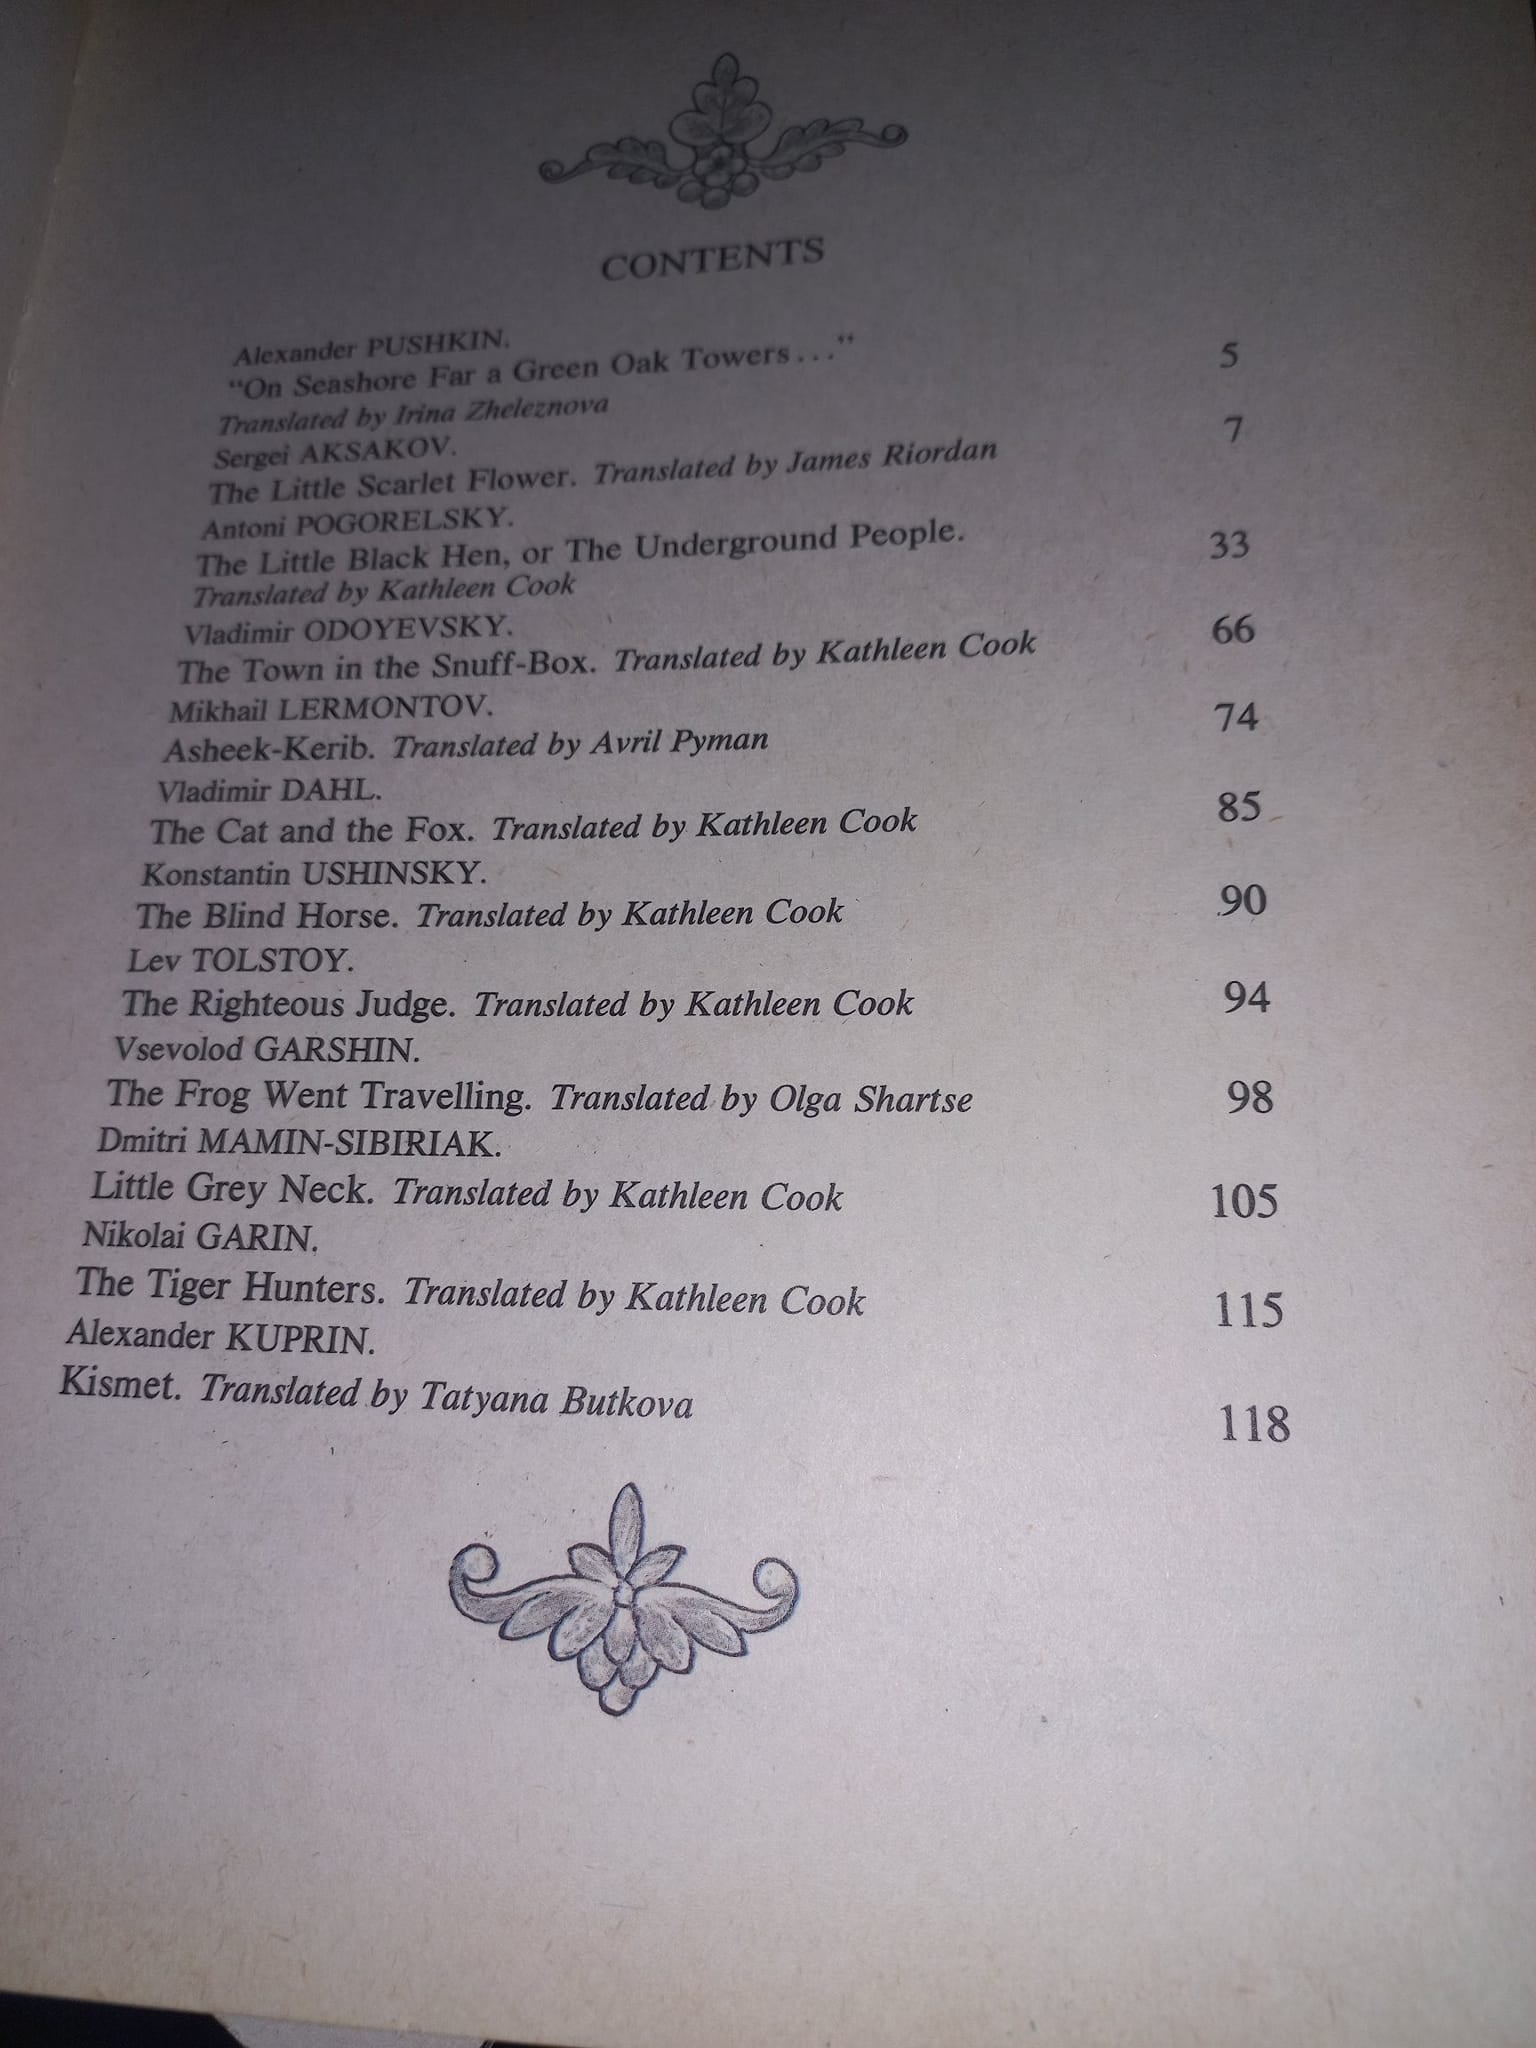 CONTENTS
Alexander PUSHKIN.
"On Seashore Far a Green Oak Towers..." 5
Translated by Irina Zheleznova
Sergei AKSAKOV.
The Little Scarlet Flower. Translated by James Riordan 7
Antoni POGORELSKY.
The Little Black Hen, or The Underground People. 33
Translated by Kathleen Cook
Vladimir ODOYEVSKY.
The Town in the Snuff-Box. Translated by Kathleen Cook 66
Mikhail LERMONTOV.
Asheek-Kerib. Translated by Avril Pyman 74
Vladimir DAHL.
The Cat and the Fox. Translated by Kathleen Cook 85
Konstantin USHINSKY.
The Blind Horse. Translated by Kathleen Cook 90
Lev TOLSTOY.
The Righteous Judge. Translated by Kathleen Cook 94
Vsevolod GARSHIN.
The Frog Went Travelling. Translated by Olga Shartse 98
Dmitri MAMIN-SIBIRIAK.
Little Grey Neck. Translated by Kathleen Cook 105
Nikolai GARIN.
The Tiger Hunters. Translated by Kathleen Cook 115
Alexander KUPRIN.
Kismet. Translated by Tatyana Butkova 118